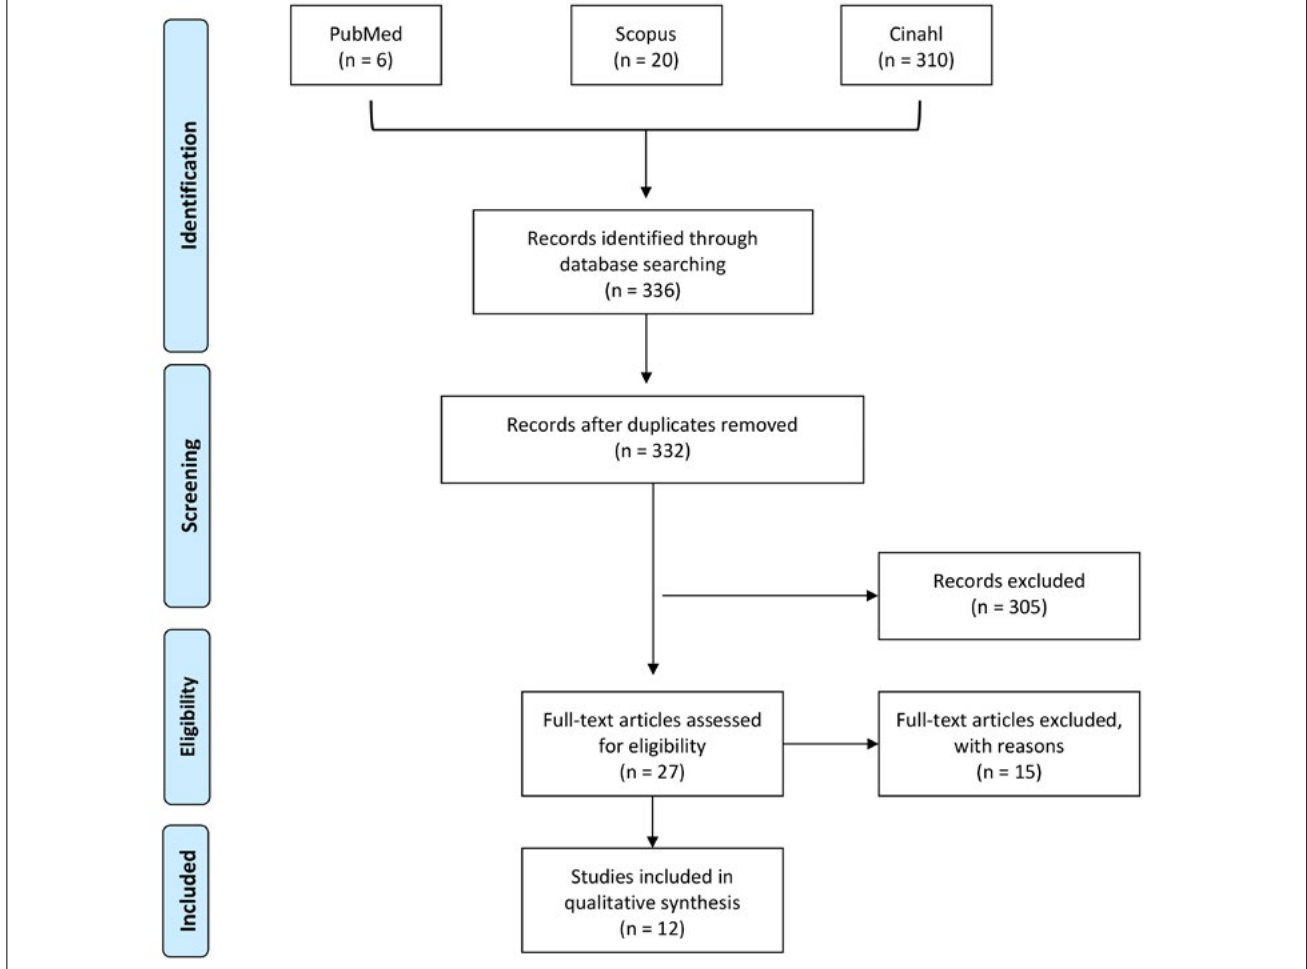 PubMed
(n = 6)
Scopus
(n = 20)
Cinahl
(n = 310)
Identification
Records identified through
database searching
(n = 336)
Screening
Records after duplicates removed
(n = 332)
Records excluded
(n = 305)
Eligibility
Full-text articles assessed
for eligibility
(n = 27)
Full-text articles excluded,
with reasons
(n = 15)
Included
Studies included in
qualitative synthesis
(n = 12)